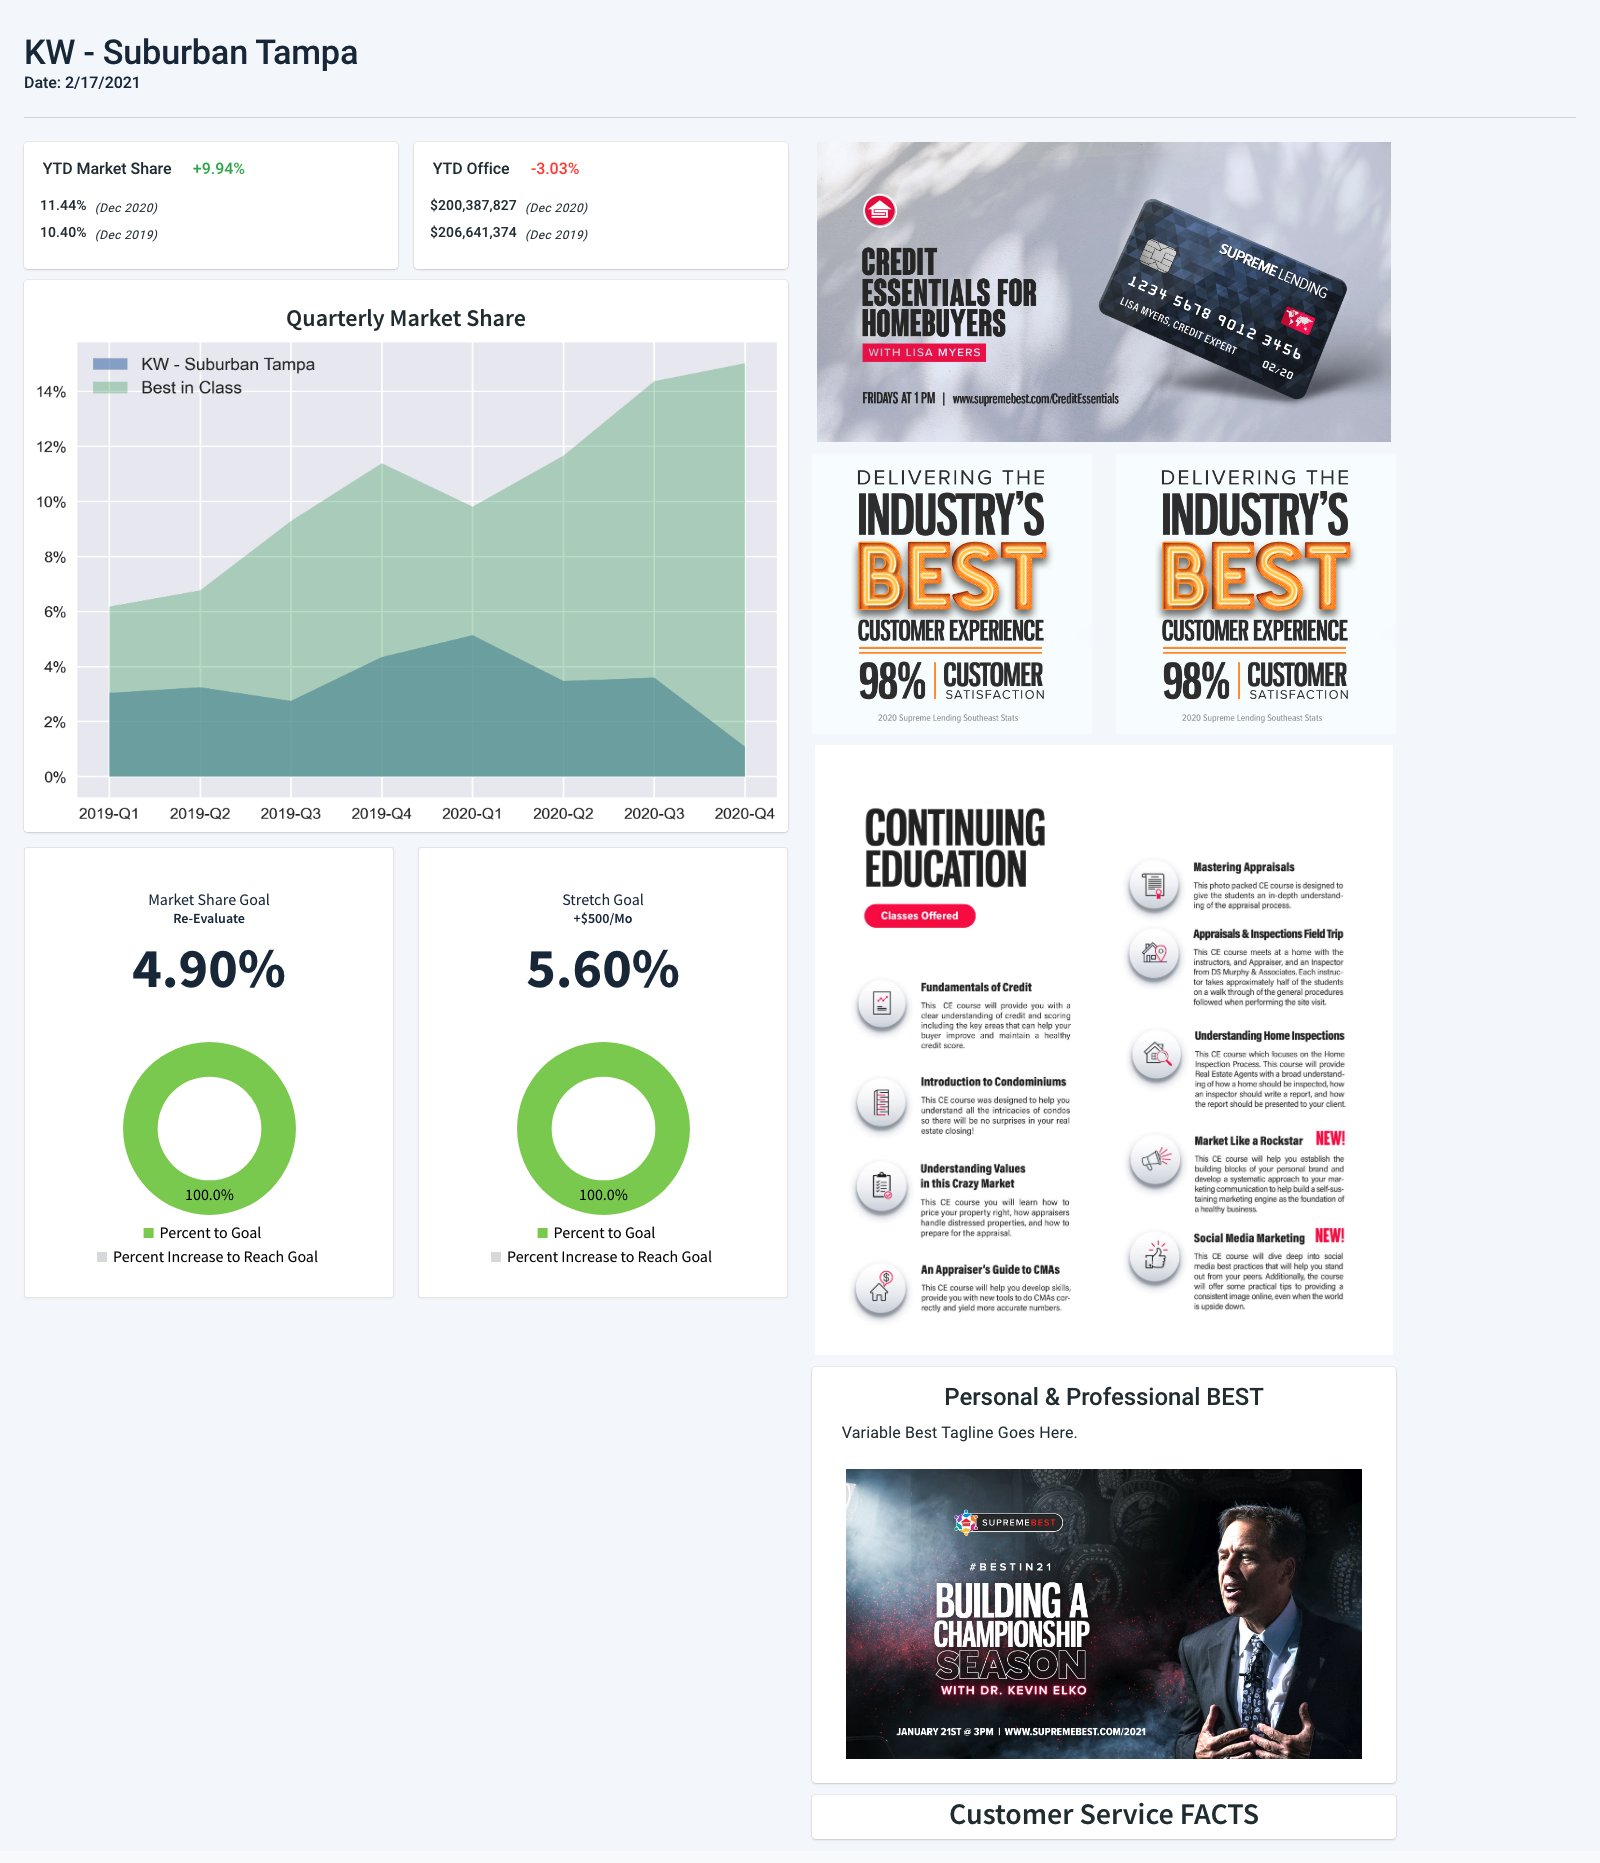 KW - Suburban Tampa
Date: 2/17/2021
YTD Market Share +9.94%
11.44% (Dec 2020)
10.40% (Dec 2019)
YTD Office -3.03%
$200,387,827 (Dec 2020)
$206,641,374 (Dec 2019)
Quarterly Market Share
KW - Suburban Tampa
Best in Class
14%
12%
10%
8%
6%
4%
2%
0%
2019-Q1 2019-Q2 2019-Q3 2019-Q4 2020-Q1 2020-Q2 2020-Q3 2020-Q4
Market Share Goal
Re-Evaluate
4.90%
100.0%
Percent to Goal
Percent Increase to Reach Goal
Stretch Goal
+$500/Mo
5.60%
100.0%
Percent to Goal
Percent Increase to Reach Goal
CREDIT
ESSENTIALS FOR
HOMEBUYERS
WITH LISA MYERS
FRIDAYS AT 1 PM | www.supremebest.com/CreditEssentials
SUPREME LENDING
1234 5678 9012 3456
LISA MYERS, CREDIT EXPERT
02/20
DELIVERING THE
INDUSTRY'S
BEST
CUSTOMER EXPERIENCE
98% | CUSTOMER
SATISFACTION
2020 Supreme Lending Southeast Stats
DELIVERING THE
INDUSTRY'S
BEST
CUSTOMER EXPERIENCE
98% | CUSTOMER
SATISFACTION
2020 Supreme Lending Southeast Stats
CONTINUING
EDUCATION
Classes Offered
Fundamentals of Credit
This CE course will provide you with a
clear understanding of credit and scoring
including the key areas that can help your
buyer improve and maintain a healthy
credit score.
Introduction to Condominiums
This CE course was designed to help you
understand all the intricacies of condos
so there will be no surprises in your real
estate closing!
Understanding Values
in this Crazy Market
This CE course you will learn how to
price your property right, how appraisers
handle distressed properties, and how to
prepare for the appraisal.
An Appraiser's Guide to CMAs
This CE course will help you develop skills,
provide you with new tools to do CMAs cor-
rectly and yield more accurate numbers.
Mastering Appraisals
This photo packed CE course is designed to
give the students an in-depth understand-
ing of the appraisal process.
Appraisals & Inspections Field Trip
This CE course meets at a home with the
instructors, and Appraiser, and an Inspector
from DS Murphy & Associates. Each instruc-
tor takes approximately half of the students
on a walk through of the general procedures
followed when performing the site visit.
Understanding Home Inspections
This CE course which focuses on the Home
Inspection Process. This course will provide
Real Estate Agents with a broad understand-
ing of how a home should be inspected, how
an inspector should write a report, and how
the report should be presented to your client.
Market Like a Rockstar NEW!
This CE course will help you establish the
building blocks of your personal brand and
develop a systematic approach to your mar-
keting communication to help build a self-sus-
taining marketing engine as the foundation of
a healthy business.
Social Media Marketing NEW!
This CE course will dive deep into social
media best practices that will help you stand
out from your peers. Additionally, the course
will offer some practical tips to providing a
consistent image online, even when the world
is upside down.
Personal & Professional BEST
Variable Best Tagline Goes Here.
SUPREMEBEST
#BESTIN21
BUILDING A
CHAMPIONSHIP
SEASON
WITH DR. KEVIN ELKO
JANUARY 21ST @ 3PM | WWW.SUPREMEBEST.COM/2021
Customer Service FACTS